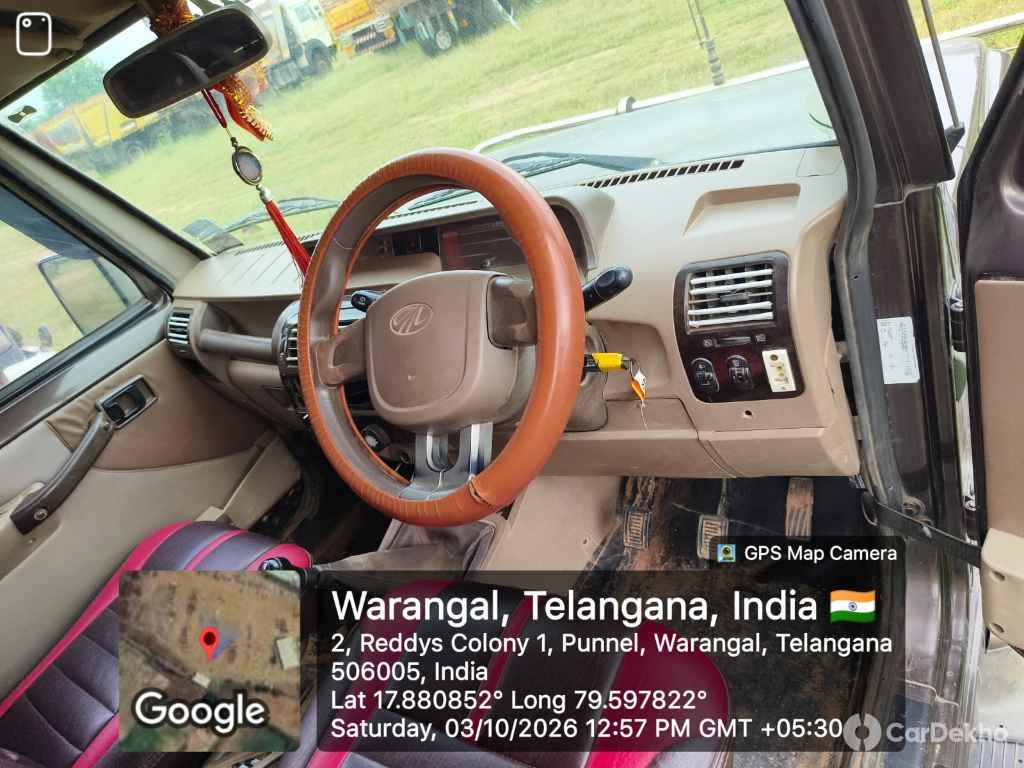 GPS Map Camera
Warangal, Telangana, India
2, Reddys Colony 1, Punnel, Warangal, Telangana
506005, India
Lat 17.880852° Long 79.597822°
Saturday, 03/10/2026 12:57 PM GMT +05:30
Google
CarDekho